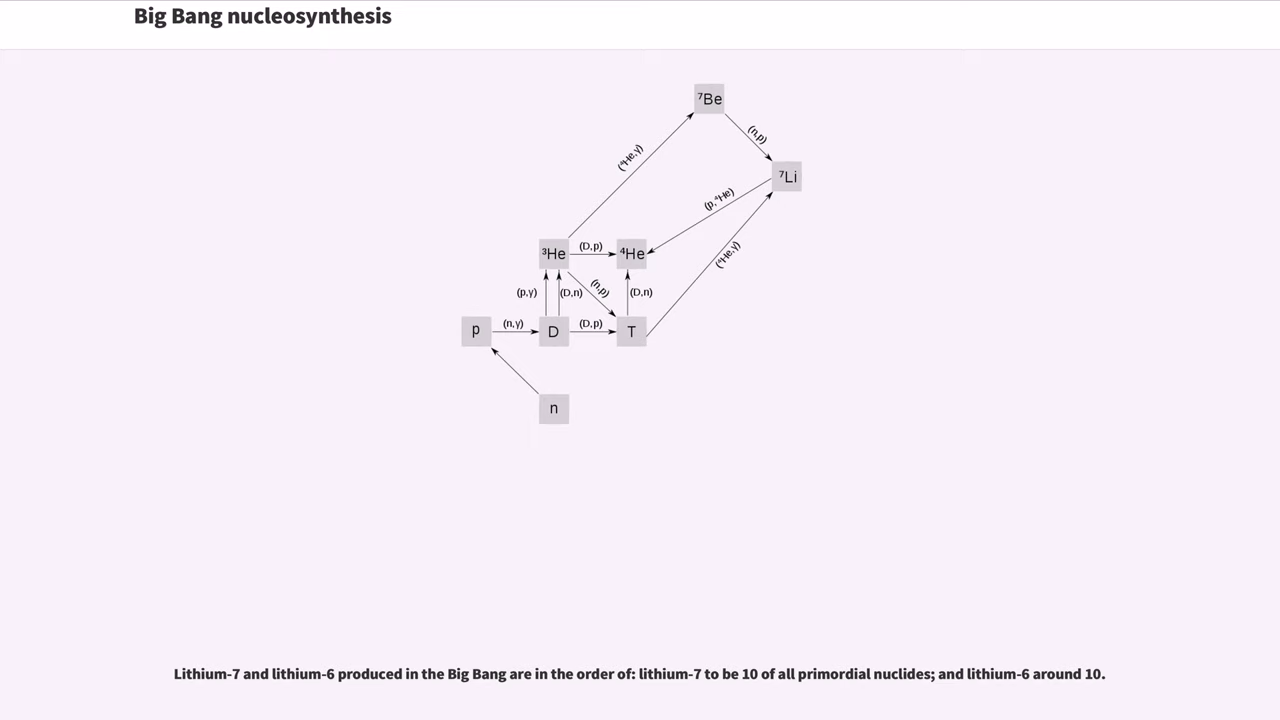 Big Bang nucleosynthesis
⁷Be
(n,p)
(⁴He,γ)
⁷Li
(p,⁴He)
³He
(D,p)
⁴He
(⁴He,γ)
(p,γ)
(D,n)
(n,p)
(D,n)
p
(n,γ)
D
(D,p)
T
n
Lithium-7 and lithium-6 produced in the Big Bang are in the order of: lithium-7 to be 10 of all primordial nuclides; and lithium-6 around 10.